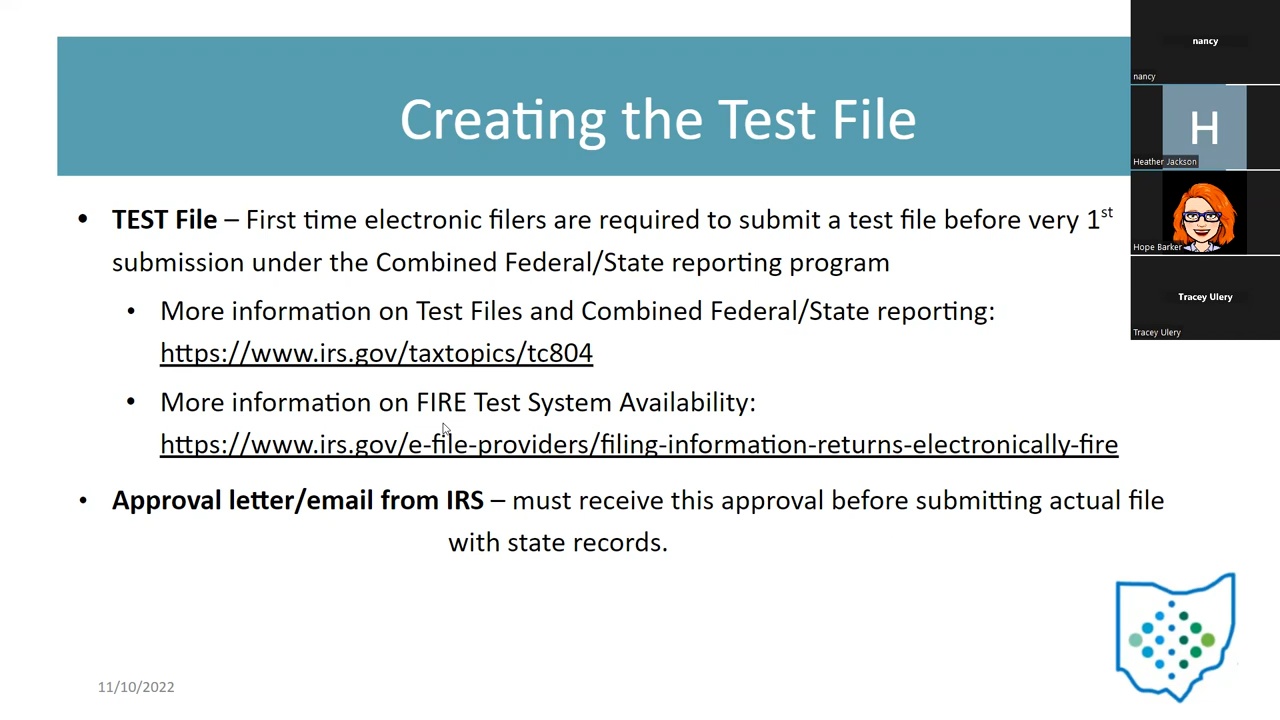 Creating the Test File
• TEST File – First time electronic filers are required to submit a test file before very 1st
submission under the Combined Federal/State reporting program
• More information on Test Files and Combined Federal/State reporting:
https://www.irs.gov/taxtopics/tc804
• More information on FIRE Test System Availability:
https://www.irs.gov/e-file-providers/filing-information-returns-electronically-fire
• Approval letter/email from IRS – must receive this approval before submitting actual file
with state records.
11/10/2022
nancy
nancy
H
Heather Jackson
Hope Barker
Tracey Ulery
Tracey Ulery